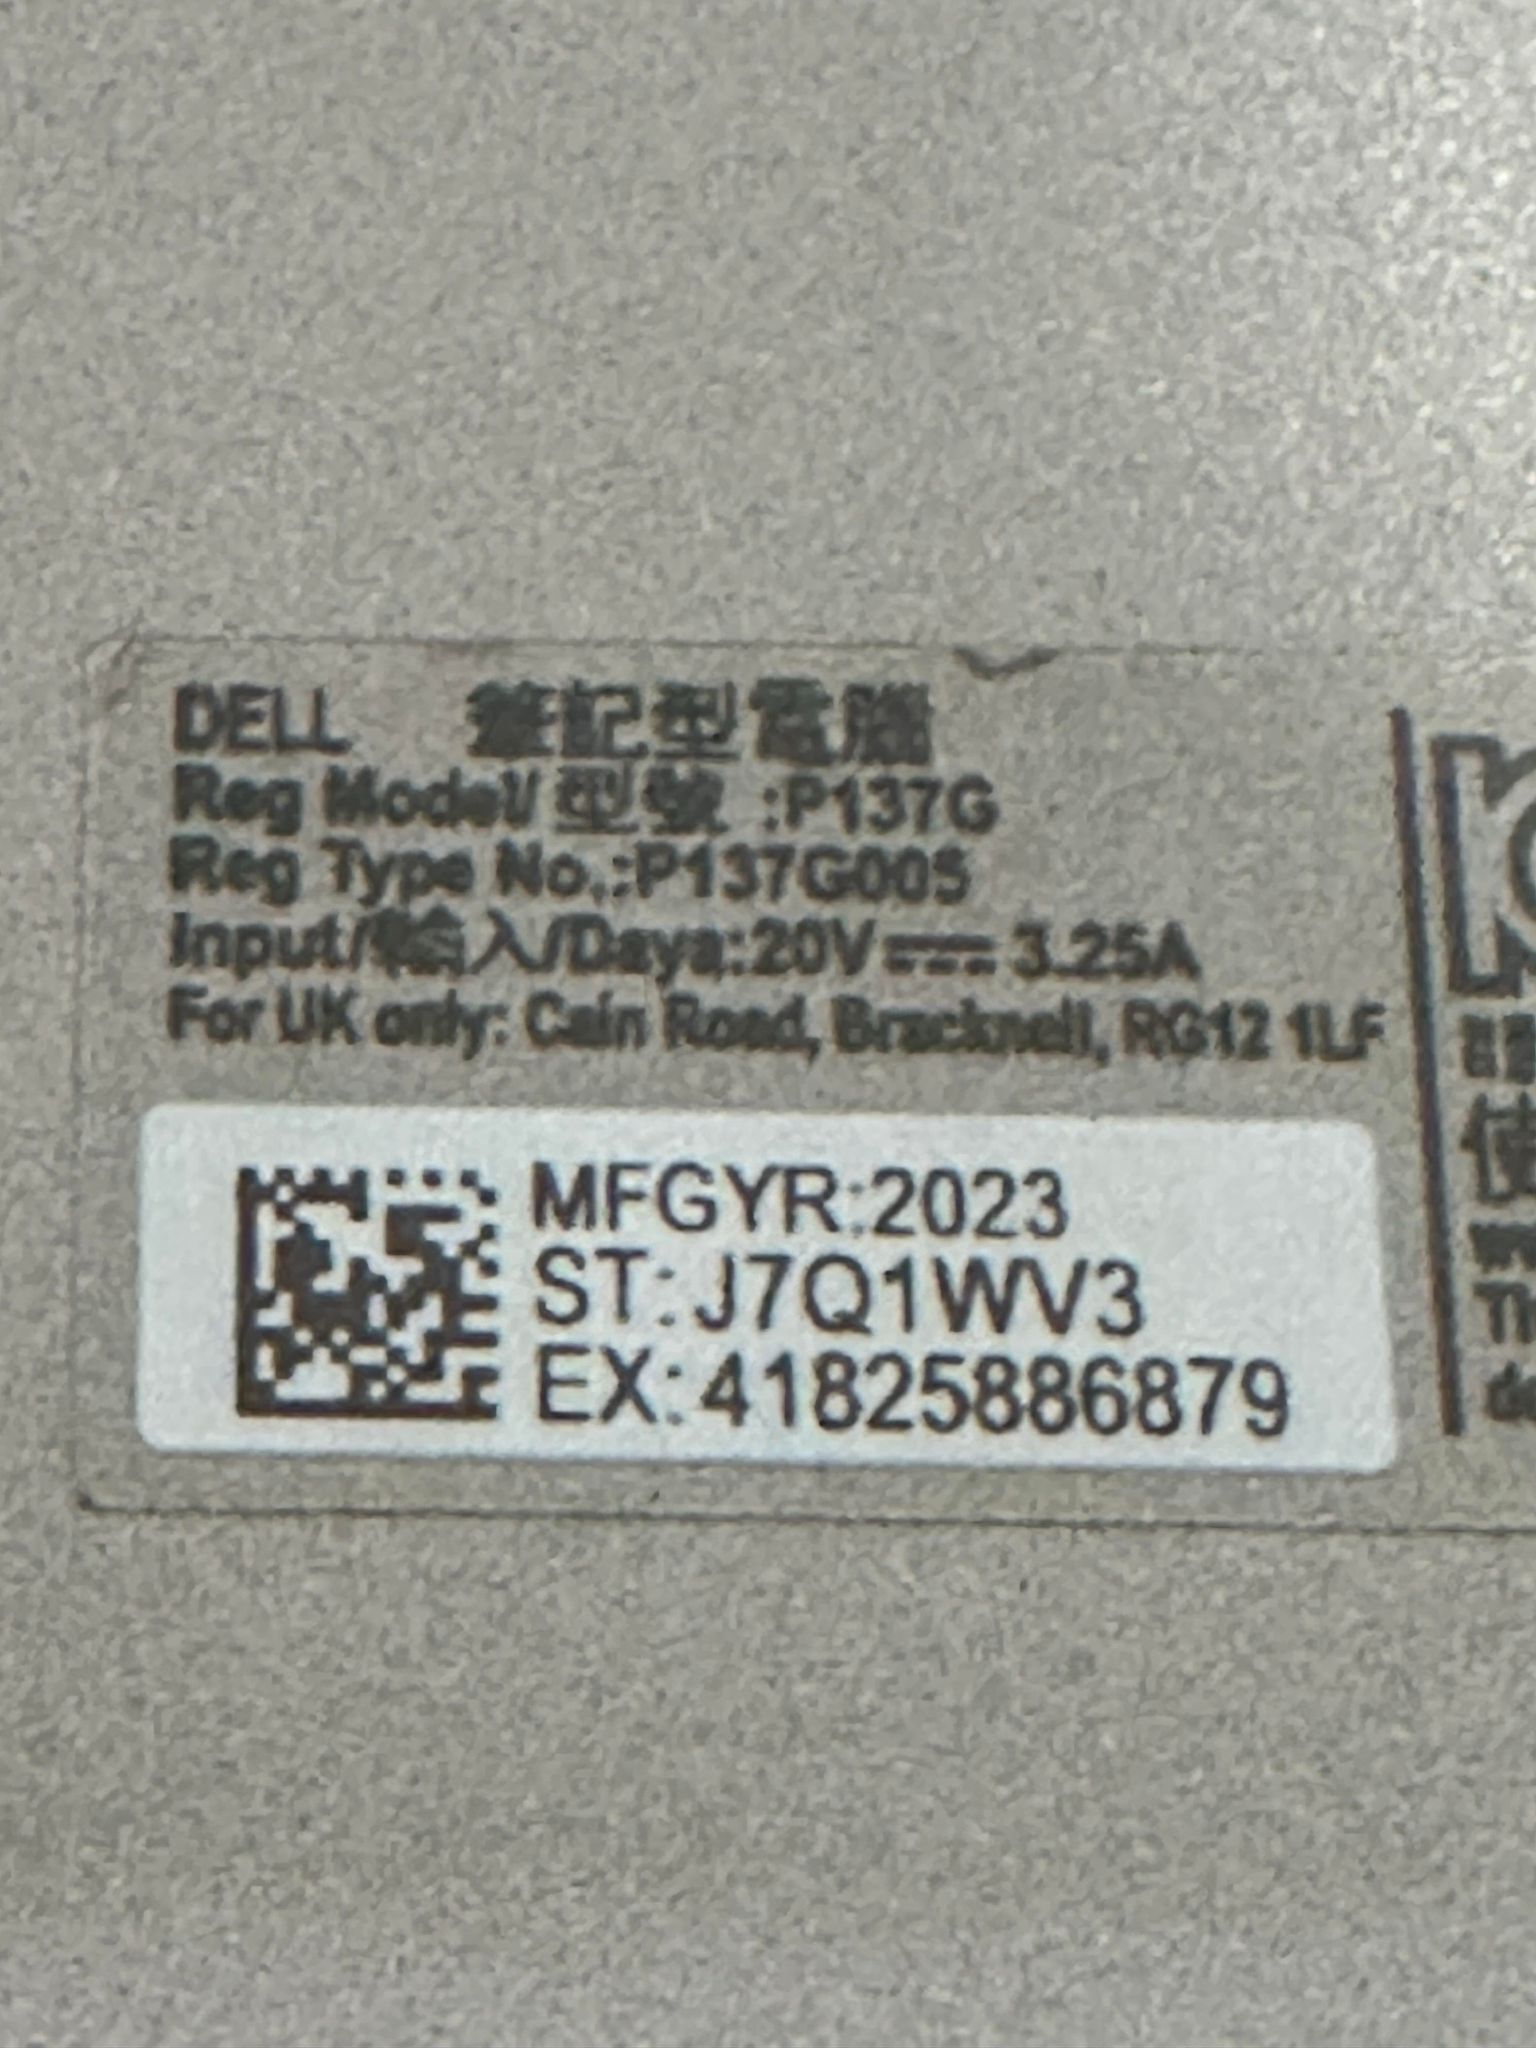 DELL 筆記型電腦
Reg Model/ 型號 :P137G
Reg Type No.:P137G005
Input/輸入/Daya:20V⎓3.25A
For UK only: Cain Road, Bracknell, RG12 1LF
MFGYR:2023
ST: J7Q1WV3
EX: 41825886879